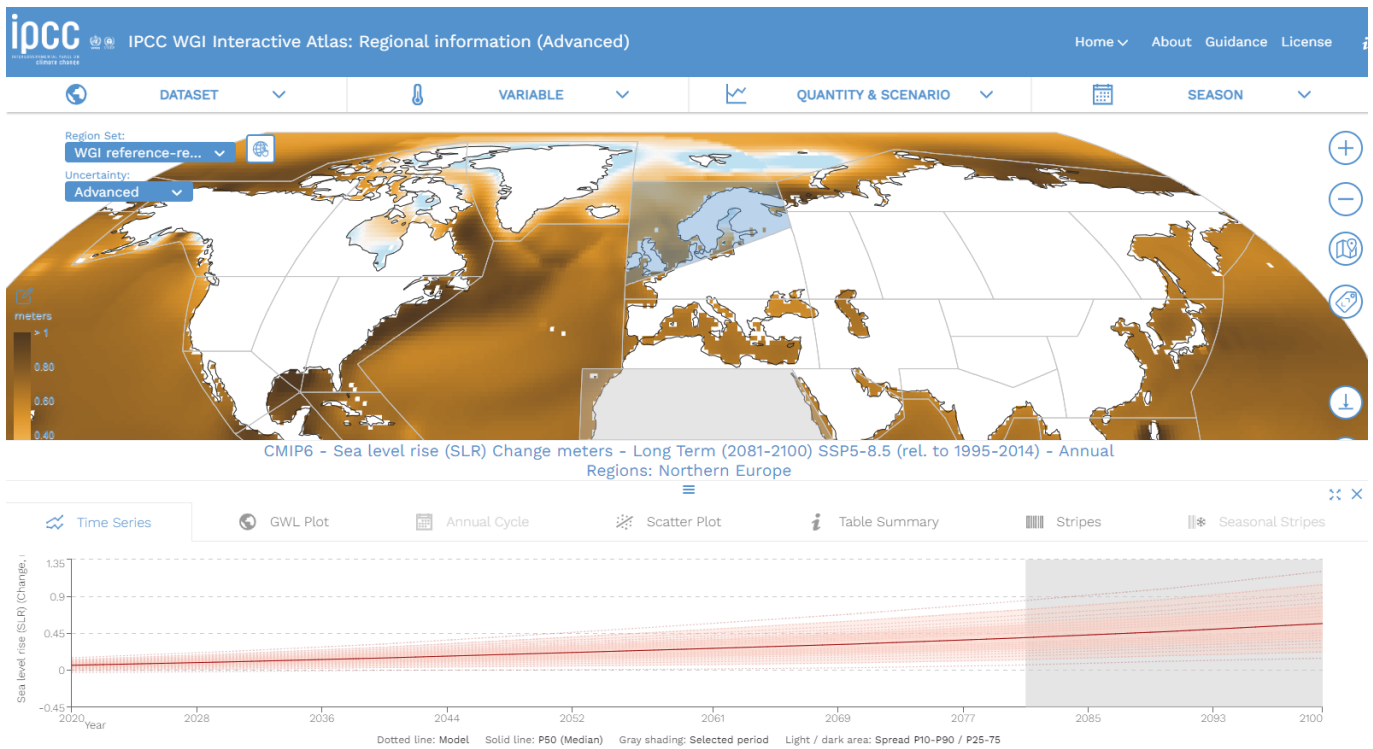 ipcc
INTERGOVERNMENTAL PANEL ON climate change
IPCC WGI Interactive Atlas: Regional information (Advanced)
Home About Guidance License
DATASET VARIABLE QUANTITY & SCENARIO SEASON
Region Set:
WGI reference-re...
Uncertainty:
Advanced
meters
> 1
0.80
0.60
0.40
CMIP6 - Sea level rise (SLR) Change meters - Long Term (2081-2100) SSP5-8.5 (rel. to 1995-2014) - Annual
Regions: Northern Europe
Time Series GWL Plot Annual Cycle Scatter Plot Table Summary Stripes Seasonal Stripes
Sea level rise (SLR) (Change,
1.35
0.9
0.45
0
-0.45
2020 2028 2036 2044 2052 2061 2069 2077 2085 2093 2100
Year
Dotted line: Model Solid line: P50 (Median) Gray shading: Selected period Light / dark area: Spread P10-P90 / P25-75